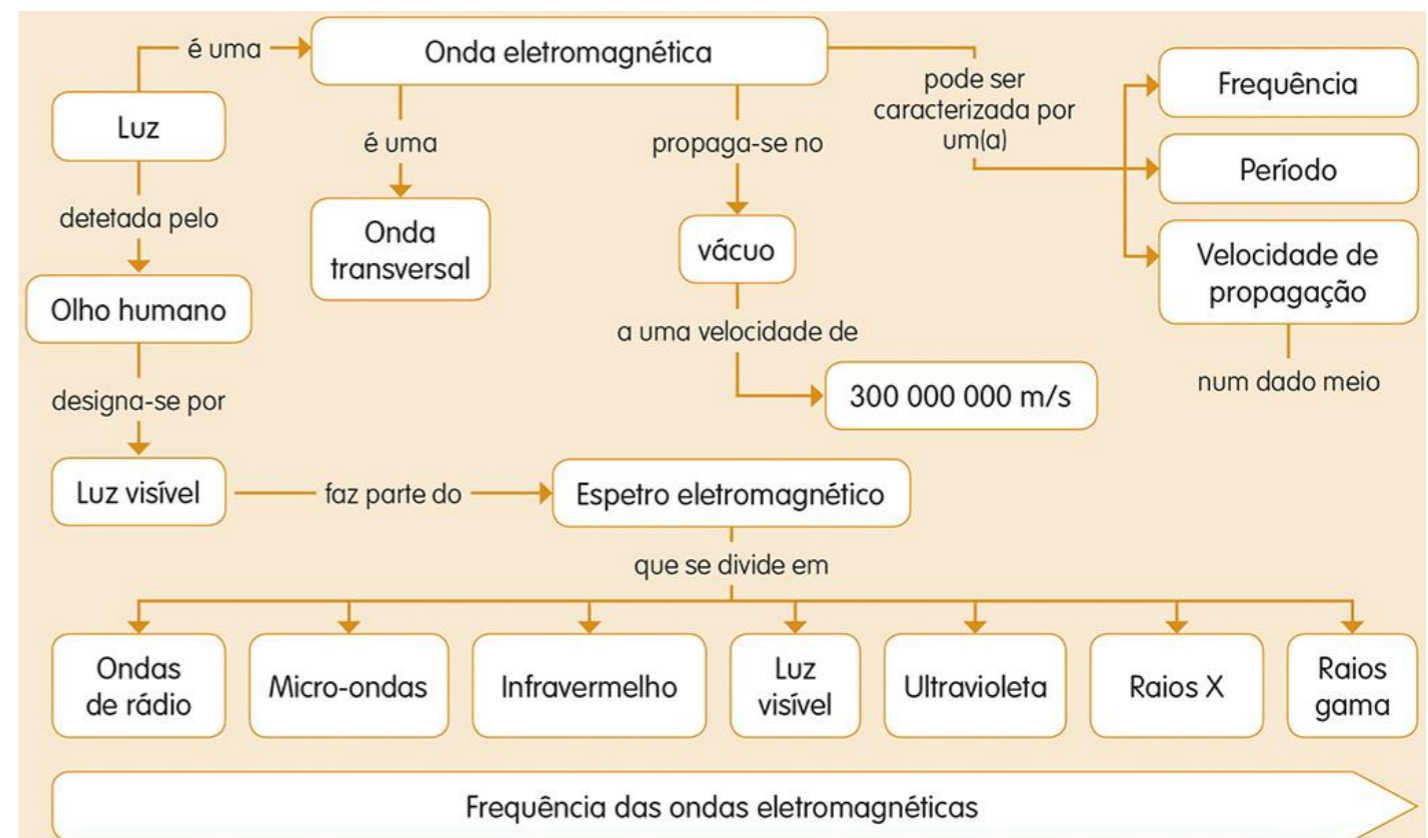 é uma
Onda eletromagnética
Luz
é uma
propaga-se no
pode ser
caracterizada por
um(a)
Frequência
Período
Velocidade de
propagação
num dado meio
detetada pelo
Onda
transversal
vácuo
Olho humano
a uma velocidade de
300 000 000 m/s
designa-se por
Luz visível
faz parte do
Espetro eletromagnético
que se divide em
Ondas
de rádio
Micro-ondas
Infravermelho
Luz
visível
Ultravioleta
Raios X
Raios
gama
Frequência das ondas eletromagnéticas